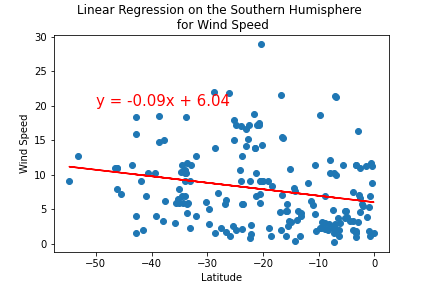 Linear Regression on the Southern Humisphere
for Wind Speed
30
25
20
15
10
5
0
Wind Speed
y = -0.09x + 6.04
−50
−40
−30
−20
−10
0
Latitude